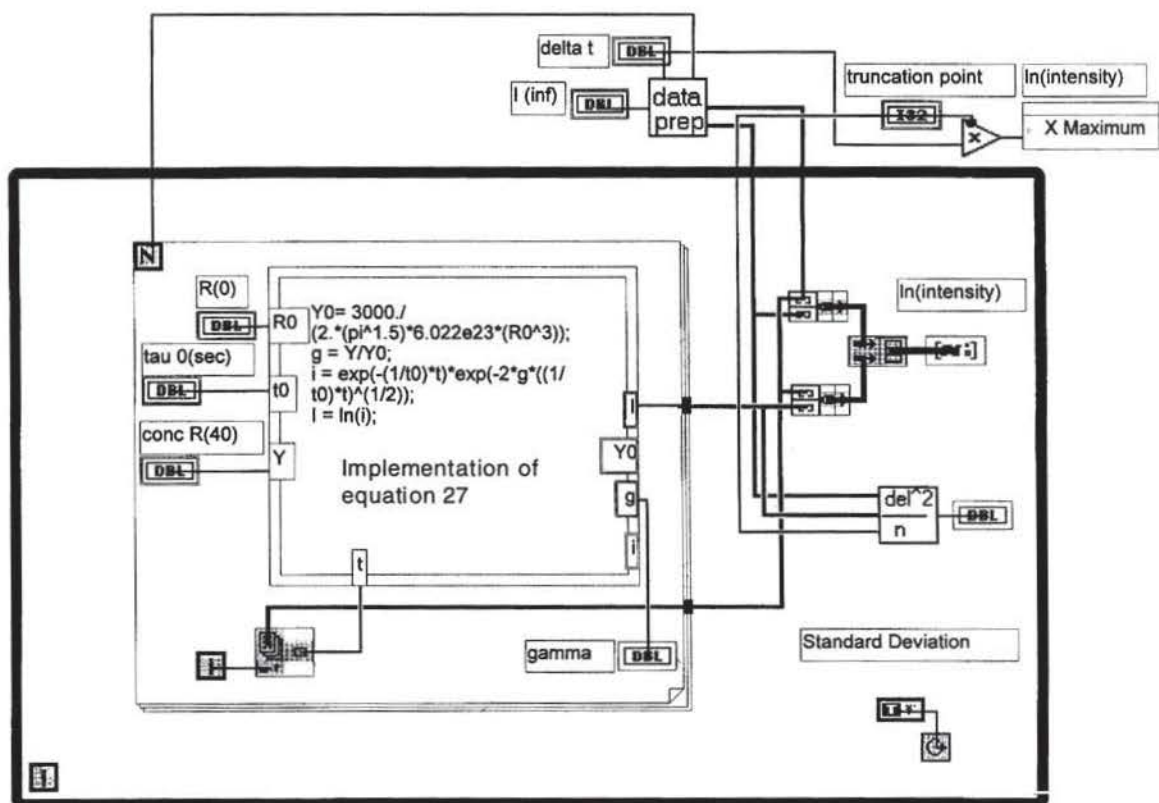 delta t
DBL
I (inf)
DBL
data
prep
truncation point
I32
ln(intensity)
X Maximum
x
N
R(0)
DBL
R0
tau 0(sec)
DBL
t0
conc R(40)
DBL
Y
Y0= 3000./
(2.*(pi^1.5)*6.022e23*(R0^3));
g = Y/Y0;
i = exp(-(1/t0)*t)*exp(-2*g*((1/
t0)*t)^(1/2));
l = ln(i);
Implementation of
equation 27
l
Y0
g
i
t
gamma
DBL
ln(intensity)
del^2
n
DBL
Standard Deviation
i
i